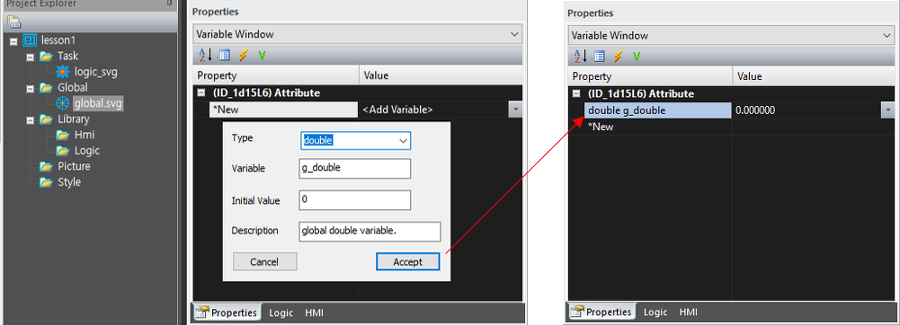 Project Explorer
lesson1
Task
logic_svg
Global
global.svg
Library
Hmi
Logic
Picture
Style
Properties
Variable Window
A Z V
Property Value
(ID_1d15L6) Attribute
*New <Add Variable>
Type double
Variable g_double
Initial Value 0
Description global double variable.
Cancel Accept
Properties Logic HMI
Properties
Variable Window
A Z V
Property Value
(ID_1d15L6) Attribute
double g_double 0.000000
*New
Properties Logic HMI